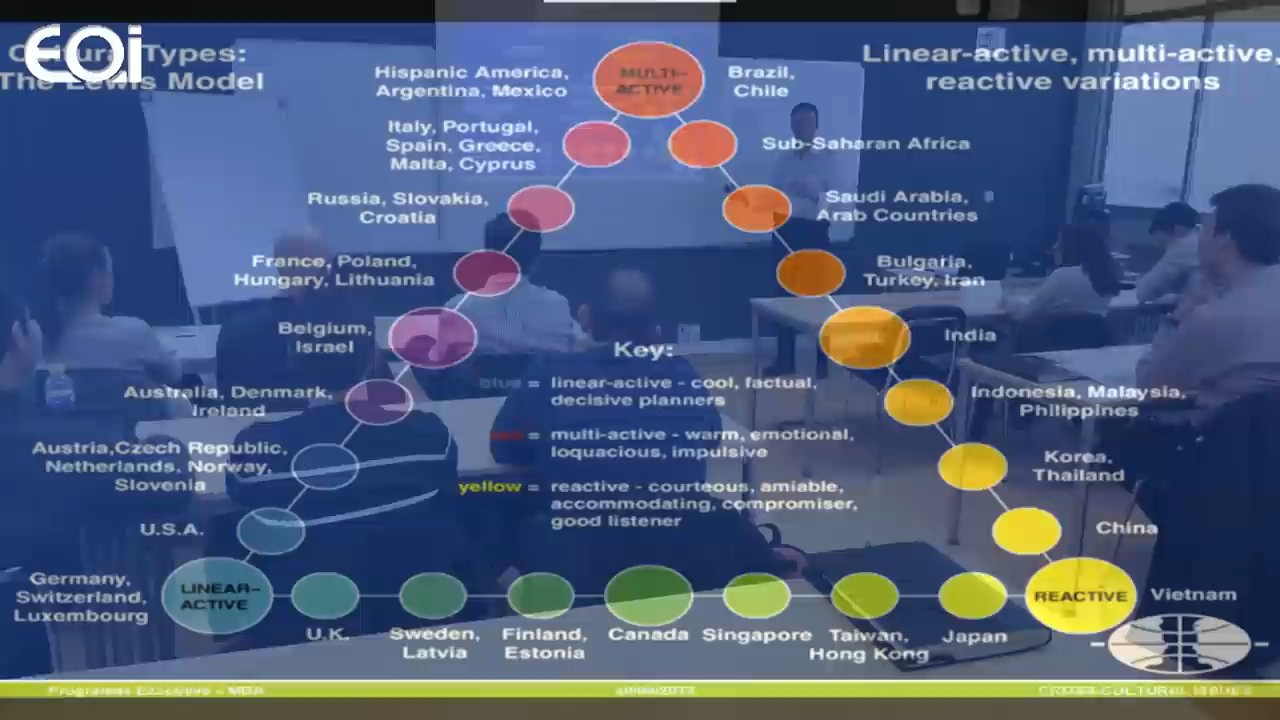 EOi
Cultural Types:
The Lewis Model
Linear-active, multi-active,
reactive variations
MULTI-
ACTIVE
Hispanic America,
Argentina, Mexico
Brazil,
Chile
Italy, Portugal,
Spain, Greece,
Malta, Cyprus
Sub-Saharan Africa
Russia, Slovakia,
Croatia
Saudi Arabia,
Arab Countries
France, Poland,
Hungary, Lithuania
Bulgaria,
Turkey, Iran
Belgium,
Israel
India
Australia, Denmark,
Ireland
Indonesia, Malaysia,
Philippines
Austria,Czech Republic,
Netherlands, Norway,
Slovenia
Korea,
Thailand
U.S.A.
China
Key:
blue = linear-active - cool, factual,
decisive planners
red = multi-active - warm, emotional,
loquacious, impulsive
yellow = reactive - courteous, amiable,
accommodating, compromiser,
good listener
Germany,
Switzerland,
Luxembourg
LINEAR-
ACTIVE
REACTIVE
Vietnam
U.K.
Sweden,
Latvia
Finland,
Estonia
Canada
Singapore
Taiwan,
Hong Kong
Japan
CULTURAL